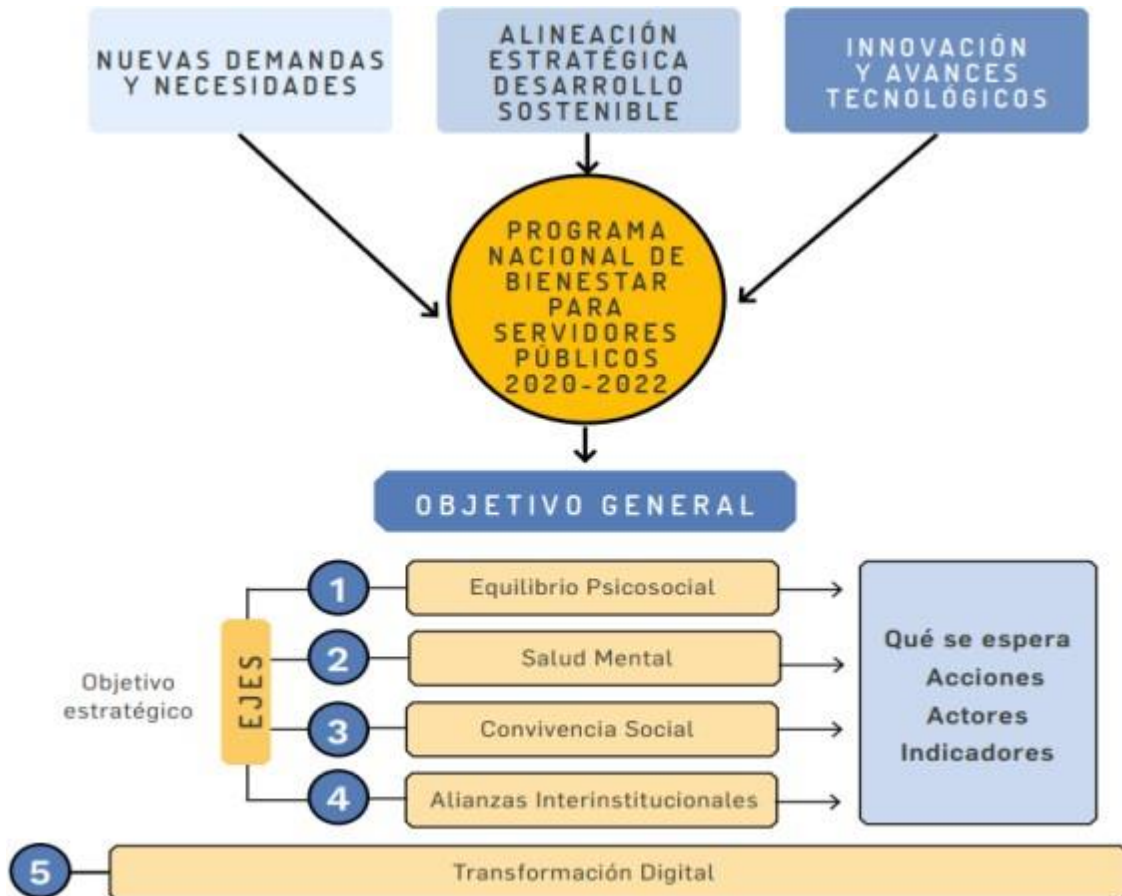 NUEVAS DEMANDAS
Y NECESIDADES
ALINEACIÓN
ESTRATÉGICA
DESARROLLO
SOSTENIBLE
INNOVACIÓN
Y AVANCES
TECNOLÓGICOS
PROGRAMA
NACIONAL DE
BIENESTAR
PARA
SERVIDORES
PÚBLICOS
2020-2022
OBJETIVO GENERAL
Objetivo
estratégico
EJES
1 Equilibrio Psicosocial
2 Salud Mental
3 Convivencia Social
4 Alianzas Interinstitucionales
Qué se espera
Acciones
Actores
Indicadores
5 Transformación Digital